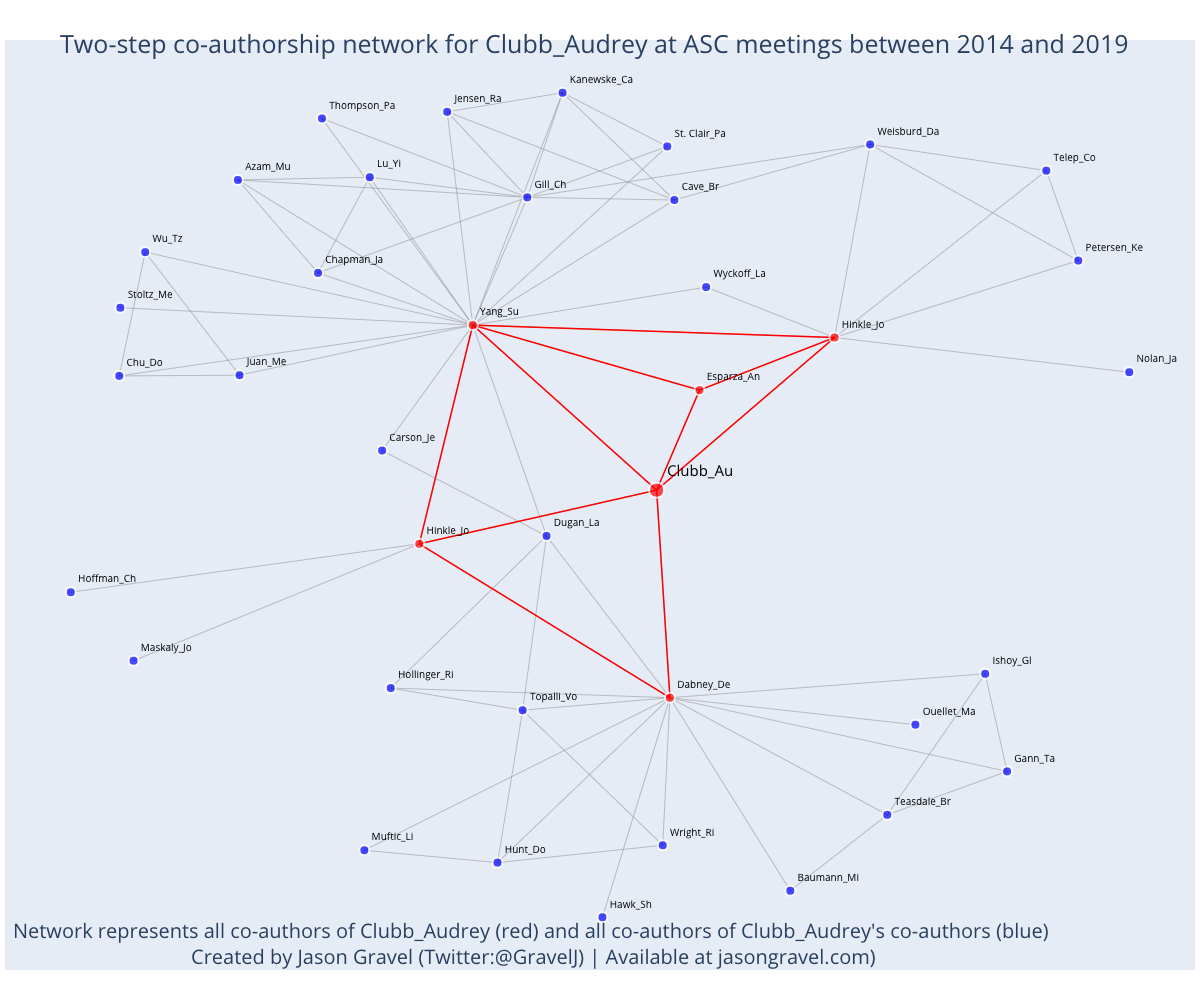 Two-step co-authorship network for Clubb_Audrey at ASC meetings between 2014 and 2019
Kanewske_Ca
Jensen_Ra
Thompson_Pa
St. Clair_Pa
Weisburd_Da
Telep_Co
Lu_Yi
Azam_Mu
Gill_Ch
Cave_Br
Wu_Tz
Petersen_Ke
Chapman_Ja
Wyckoff_La
Stoltz_Me
Yang_Su
Hinkle_Jo
Chu_Do
Juan_Me
Esparza_An
Nolan_Ja
Carson_Je
Clubb_Au
Hinkle_Jo
Dugan_La
Hoffman_Ch
Maskaly_Jo
Ishoy_Gl
Hollinger_Ri
Dabney_De
Topalli_Vo
Ouellet_Ma
Gann_Ta
Teasdale_Br
Muftic_Li
Wright_Ri
Hunt_Do
Baumann_Mi
Hawk_Sh
Network represents all co-authors of Clubb_Audrey (red) and all co-authors of Clubb_Audrey's co-authors (blue)
Created by Jason Gravel (Twitter:@GravelJ) | Available at jasongravel.com)